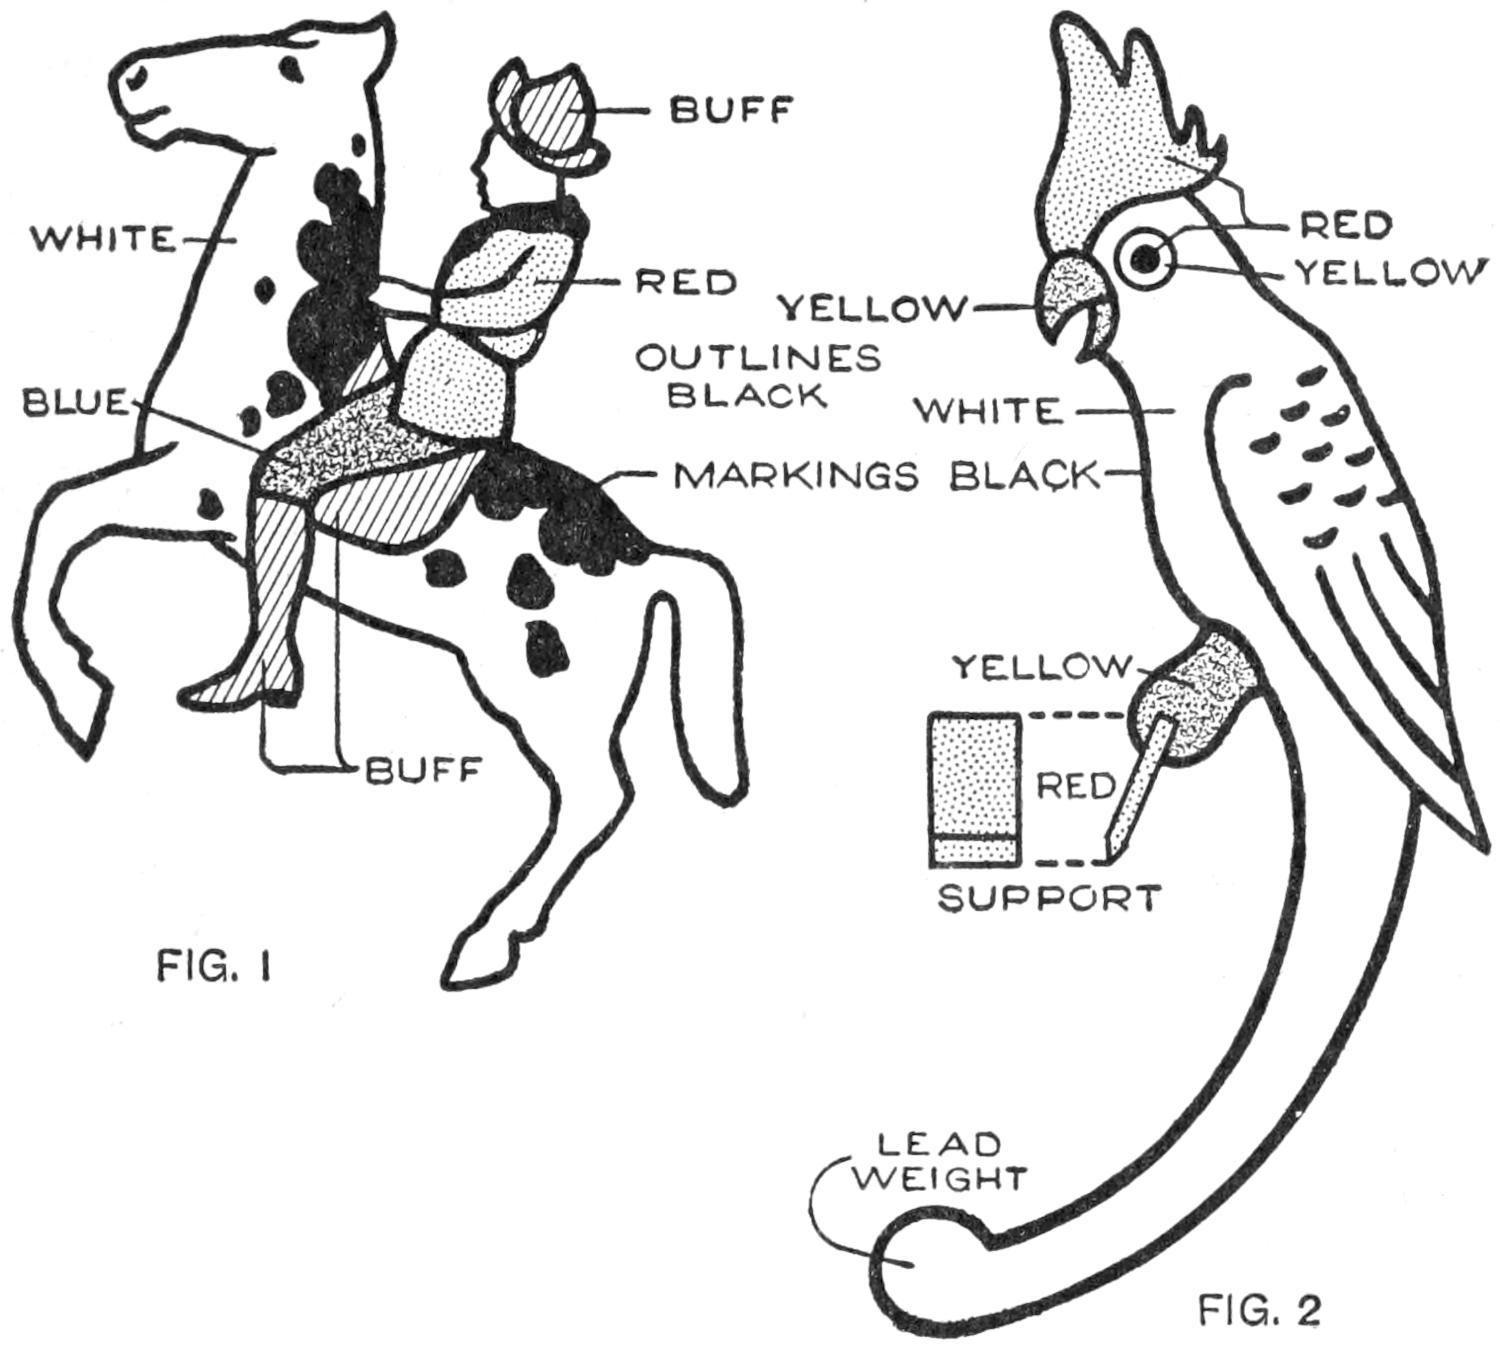 BUFF
WHITE
RED
BLUE
OUTLINES
BLACK
MARKINGS BLACK
BUFF
FIG. 1
RED
YELLOW
YELLOW
WHITE
YELLOW
RED
SUPPORT
LEAD
WEIGHT
FIG. 2